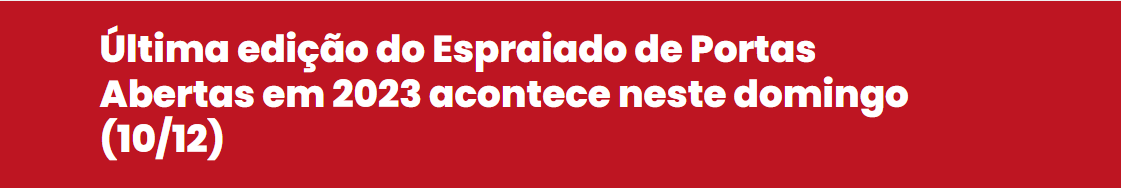 Última edição do Espraiado de Portas
Abertas em 2023 acontece neste domingo
(10/12)